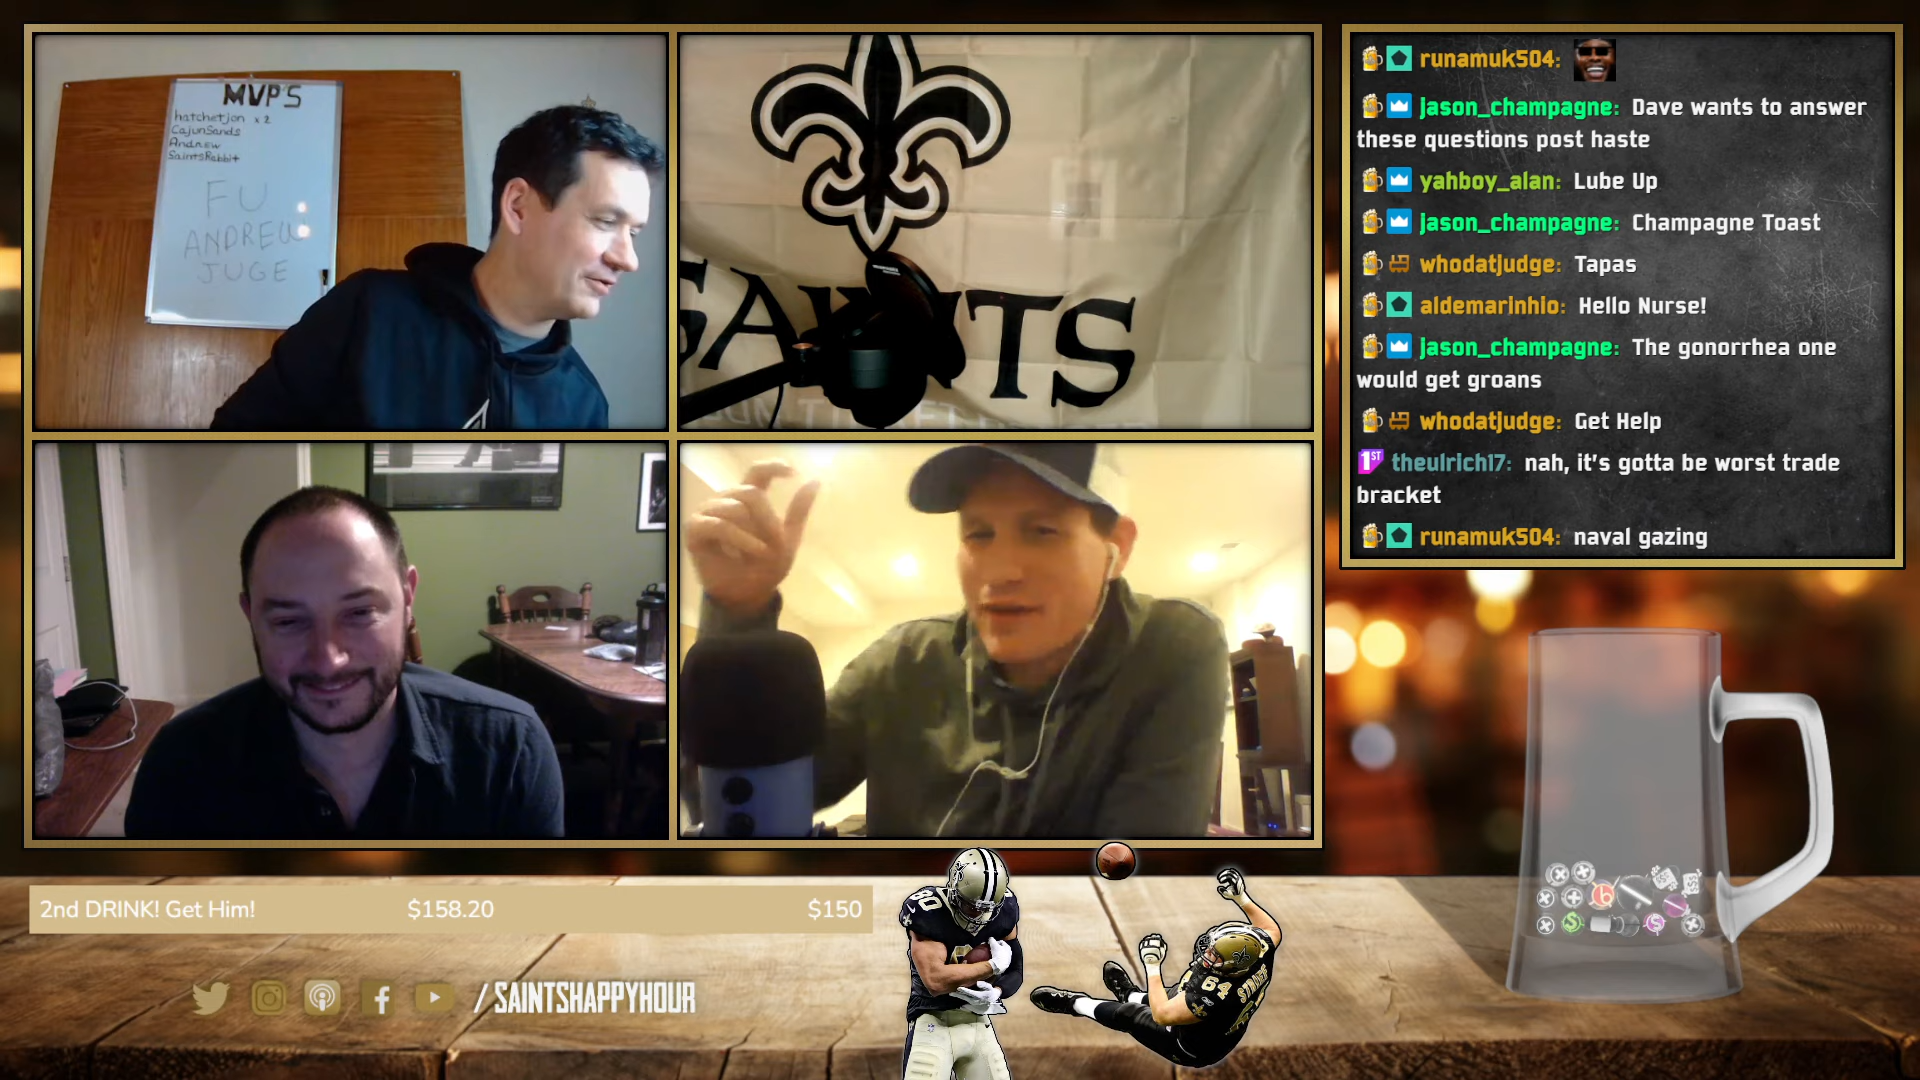 MVP'S
hatchetjon x 2
CajunSands
Andrew
SaintsRabbit
FU
ANDREW
JUGE
SAINTS
runamuk504:
jason_champagne: Dave wants to answer
these questions post haste
yahboy_alan: Lube Up
jason_champagne: Champagne Toast
whodatjudge: Tapas
aldemarinhio: Hello Nurse!
jason_champagne: The gonorrhea one
would get groans
whodatjudge: Get Help
1ST theulrich17: nah, it's gotta be worst trade
bracket
runamuk504: naval gazing
2nd DRINK! Get Him! $158.20 $150
/SAINTSHAPPYHOUR
80
64